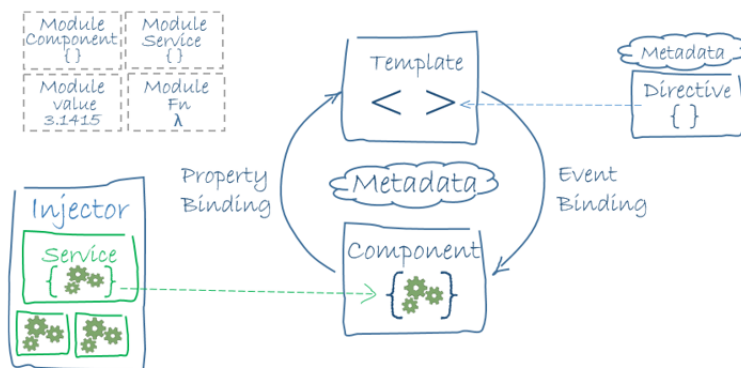 Module
Component
{ }
Module
Service
{ }
Module
value
3.1415
Module
Fn
λ
Template
< >
Metadata
Directive
{ }
Property
Binding
Metadata
Event
Binding
Injector
Service
{ }
Component
{ }